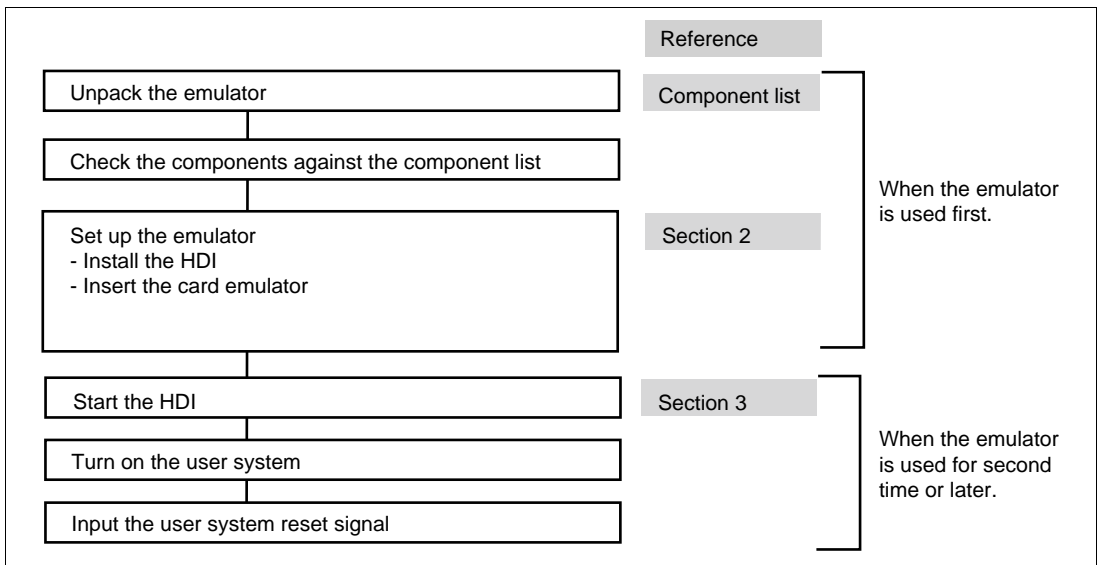 Reference
Unpack the emulator
Component list
Check the components against the component list
When the emulator
is used first.
Set up the emulator
- Install the HDI
- Insert the card emulator
Section 2
Start the HDI
Section 3
Turn on the user system
When the emulator
is used for second
time or later.
Input the user system reset signal